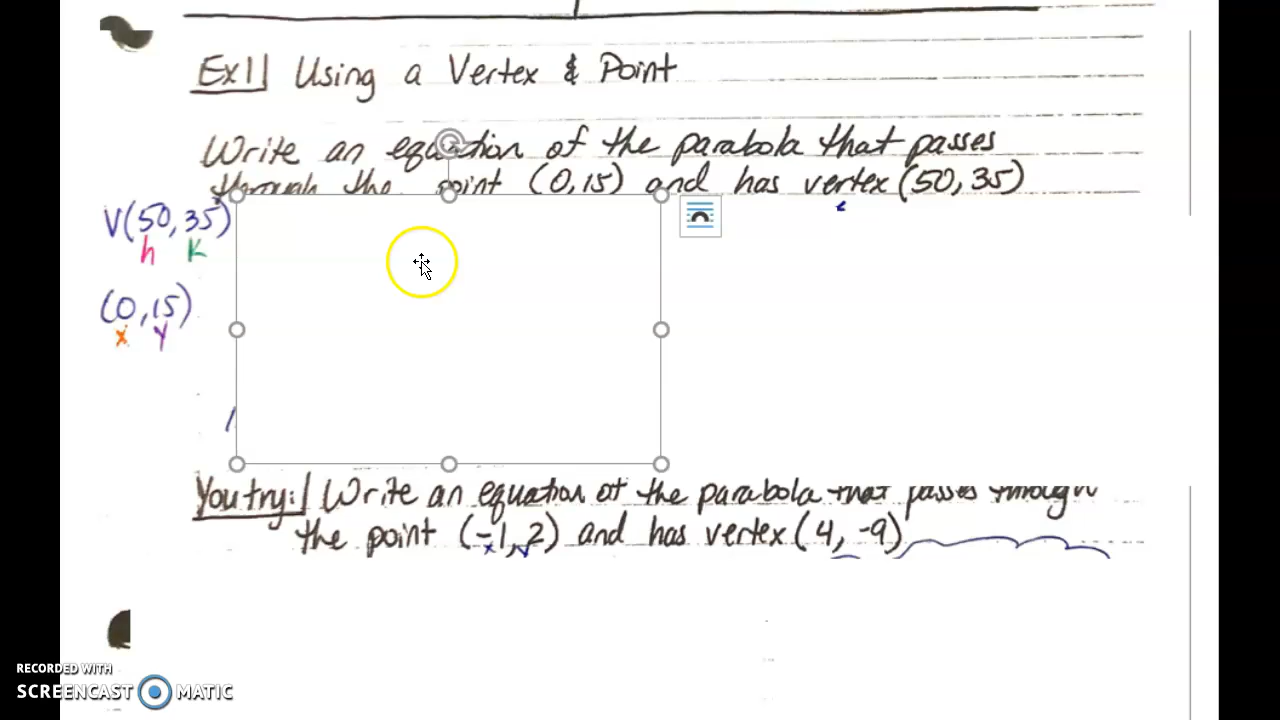 Ex1 Using a Vertex & Point
Write an equation of the parabola that passes
through the point (0,15) and has vertex (50,35)
V(50,35)
h k
(0,15)
x y
You try: Write an equation of the parabola that passes through
the point (-1,2) and has vertex (4,-9)
x
RECORDED WITH
SCREENCAST MATIC